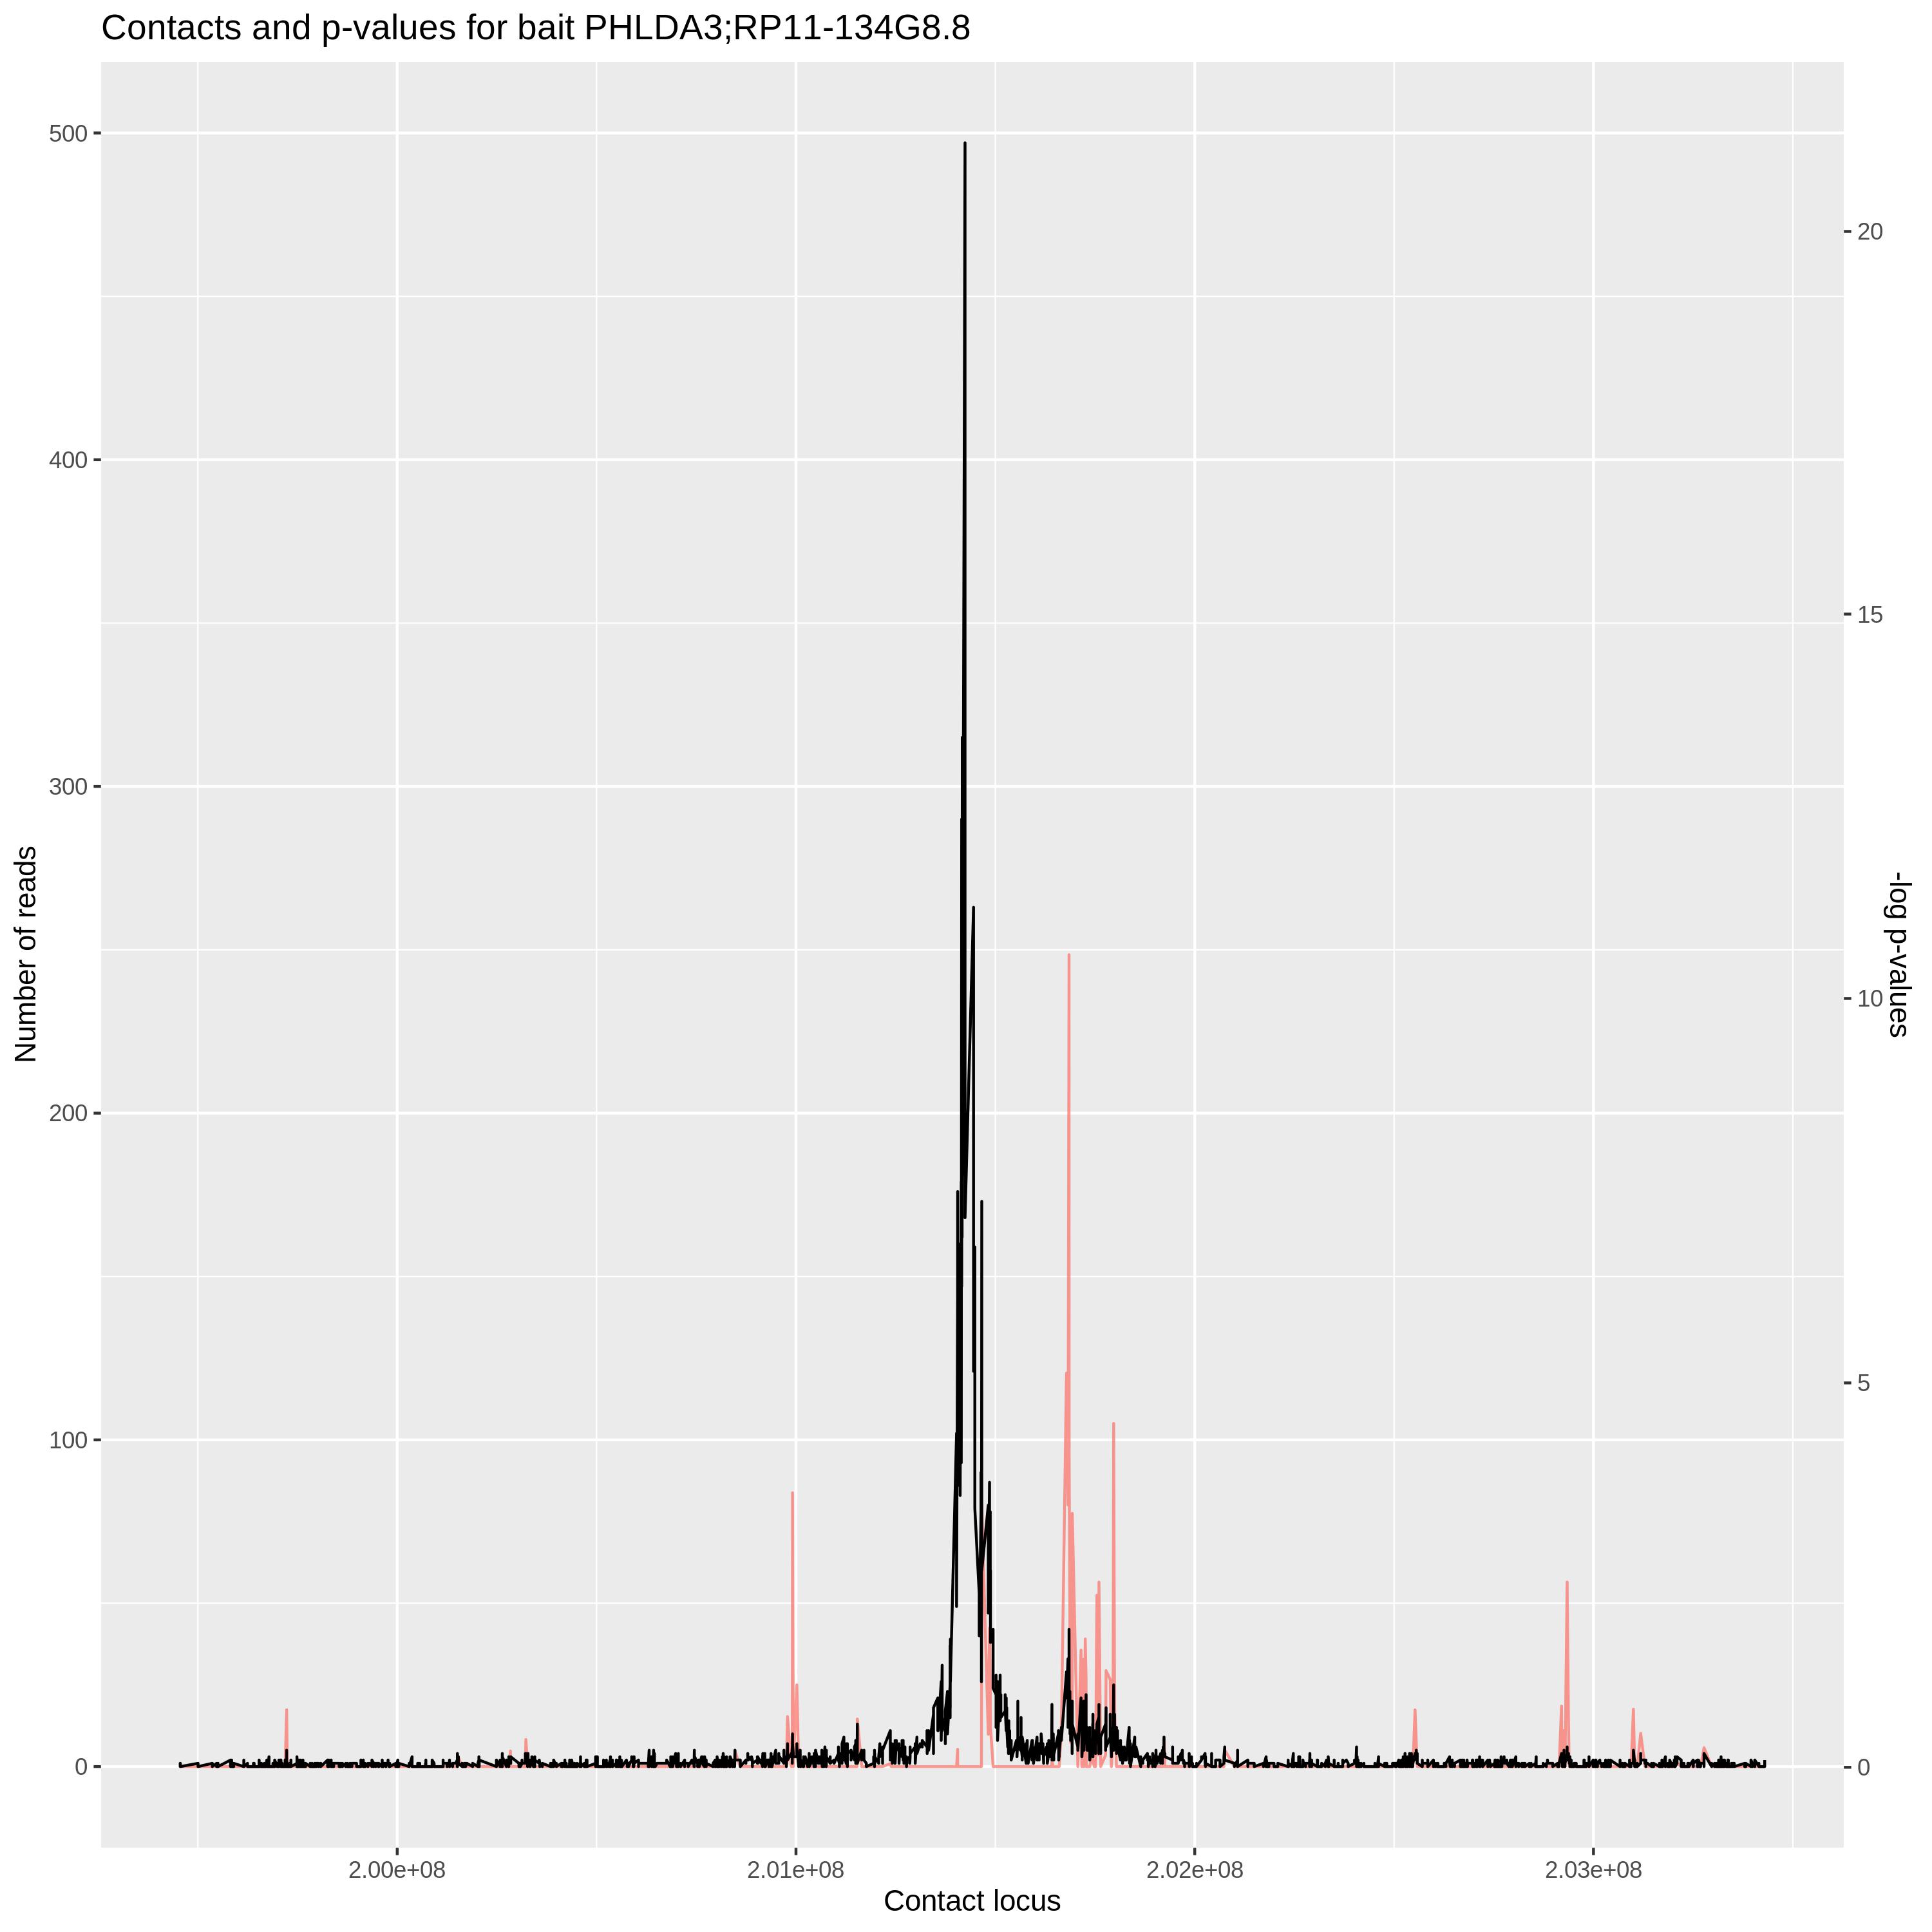 Contacts and p-values for bait PHLDA3;RP11-134G8.8
500
400
300
200
100
0
Number of reads
20
15
10
5
0
-log p-values
2.00e+08 2.01e+08 2.02e+08 2.03e+08
Contact locus